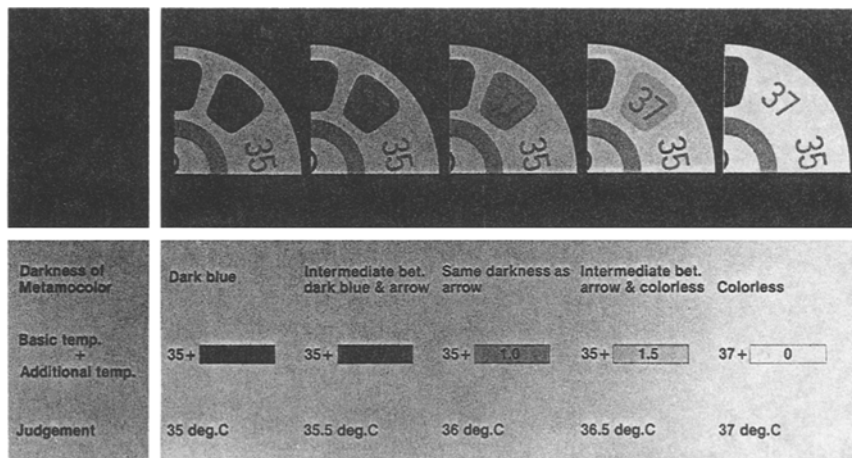 35
35
37
35
37
35
37
35
Darkness of
Metamocolor
Dark blue
Intermediate bet.
dark blue & arrow
Same darkness as
arrow
Intermediate bet.
arrow & colorless
Colorless
Basic temp.
+
Additional temp.
35+
35+
35+ 1.0
35+ 1.5
37+ 0
Judgement
35 deg.C
35.5 deg.C
36 deg.C
36.5 deg.C
37 deg.C